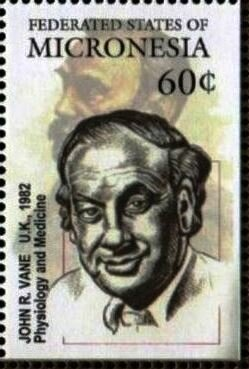 FEDERATED STATES OF
MICRONESIA
60¢
JOHN R. VANE U.K., 1982
Physiology and Medicine